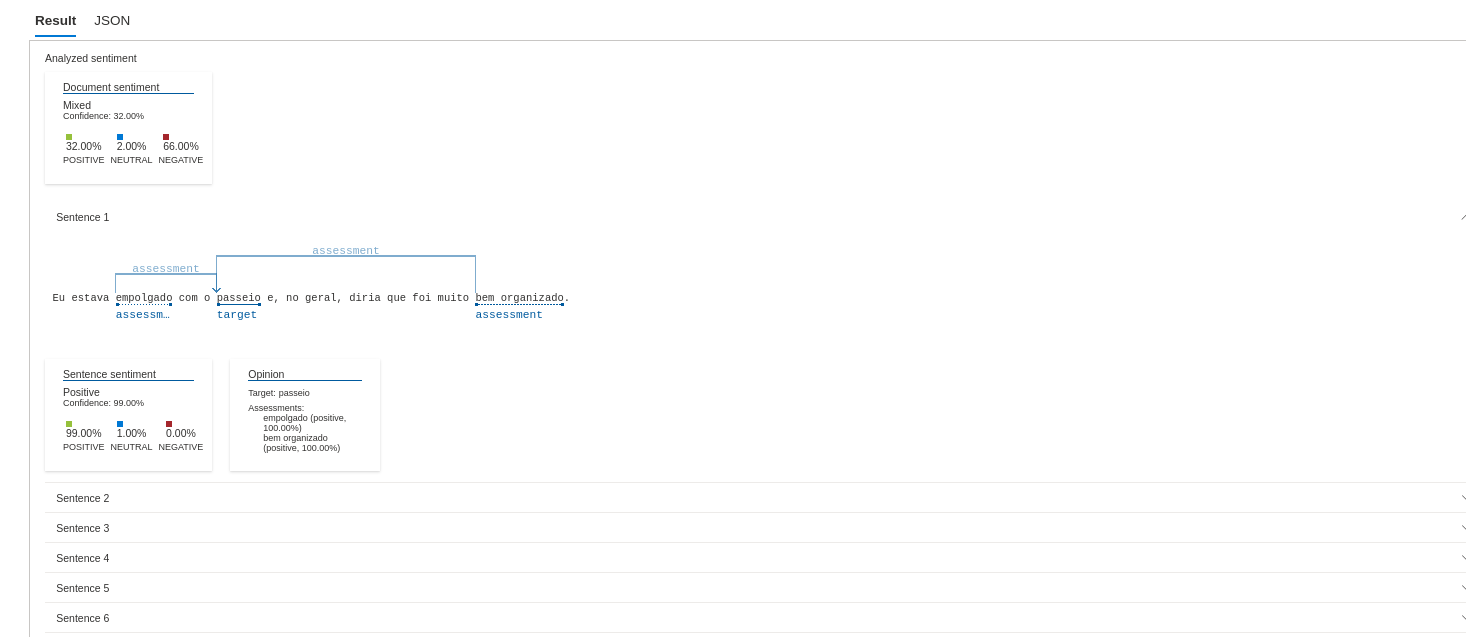 Result JSON
Analyzed sentiment
Document sentiment
Mixed
Confidence: 32.00%
32.00% 2.00% 66.00%
POSITIVE NEUTRAL NEGATIVE
Sentence 1
assessment
assessment
Eu estava empolgado com o passeio e, no geral, diria que foi muito bem organizado.
assessm… target assessment
Sentence sentiment
Positive
Confidence: 99.00%
99.00% 1.00% 0.00%
POSITIVE NEUTRAL NEGATIVE
Opinion
Target: passeio
Assessments:
empolgado (positive,
100.00%)
bem organizado
(positive, 100.00%)
Sentence 2
Sentence 3
Sentence 4
Sentence 5
Sentence 6